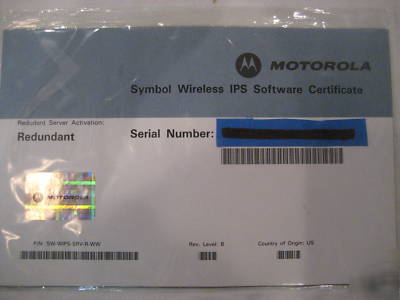 MOTOROLA
Symbol Wireless IPS Software Certificate
Redundant Server Activation:
Redundant
Serial Number:
MOTOROLA
P/N: SW-WIPS-SRV-R-WW
Rev. Level: B
Country of Origin: US